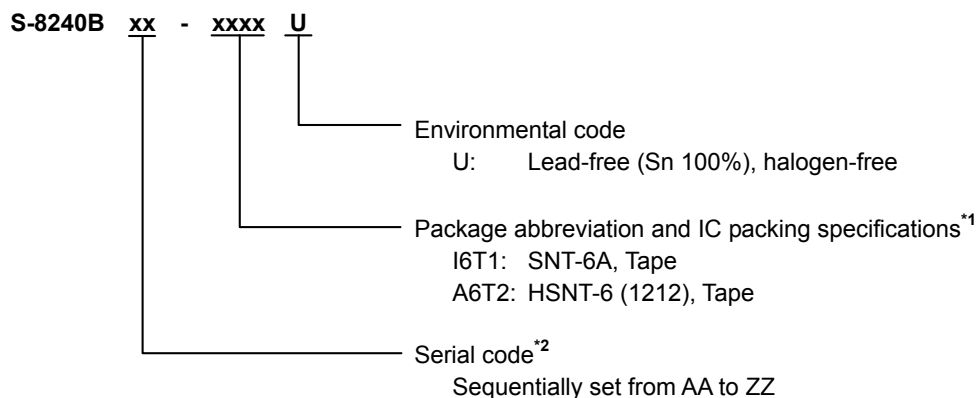 S-8240B xx - xxxx U
Environmental code
U: Lead-free (Sn 100%), halogen-free
Package abbreviation and IC packing specifications*1
I6T1: SNT-6A, Tape
A6T2: HSNT-6 (1212), Tape
Serial code*2
Sequentially set from AA to ZZ